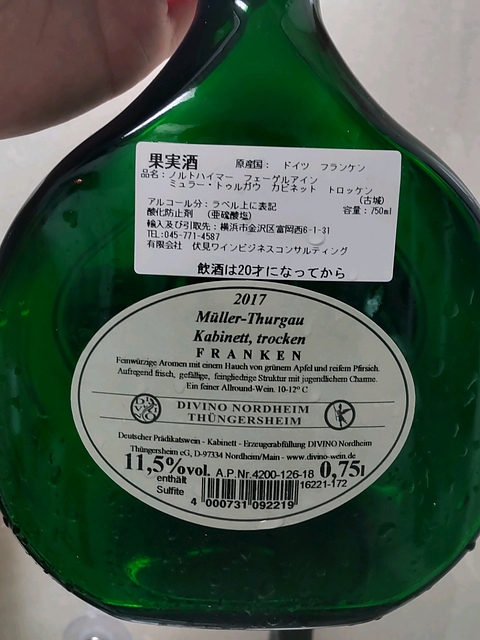 果実酒 原産国： ドイツ フランケン
品名：ノルトハイマー フェーゲルアイン
ミュラー・トゥルガウ カビネット トロッケン
(古城)
アルコール分：ラベル上に表記
容量：750ml
酸化防止剤 (亜硫酸塩)
輸入及び引取先：横浜市金沢区富岡西6-1-31
TEL:045-771-4587
有限会社 伏見ワインビジネスコンサルティング
飲酒は20才になってから
2017
Müller-Thurgau
Kabinett, trocken
FRANKEN
Feinwürzige Aromen mit einem Hauch von grünem Apfel und reifem Pfirsich.
Aufregend frisch, gefällige, feingliedrige Struktur mit jugendlichem Charme.
Ein feiner Allround-Wein. 10-12° C
DIVINO NORDHEIM
THÜNGERSHEIM
Deutscher Prädikatswein - Kabinett - Erzeugerabfüllung DIVINO Nordheim
Thüngersheim eG, D-97334 Nordheim/Main - www.divino-wein.de
11,5%vol. A.P.Nr.4200-126-18 0,75l
enthält
Sulfite
16221-172
4 000731 092219